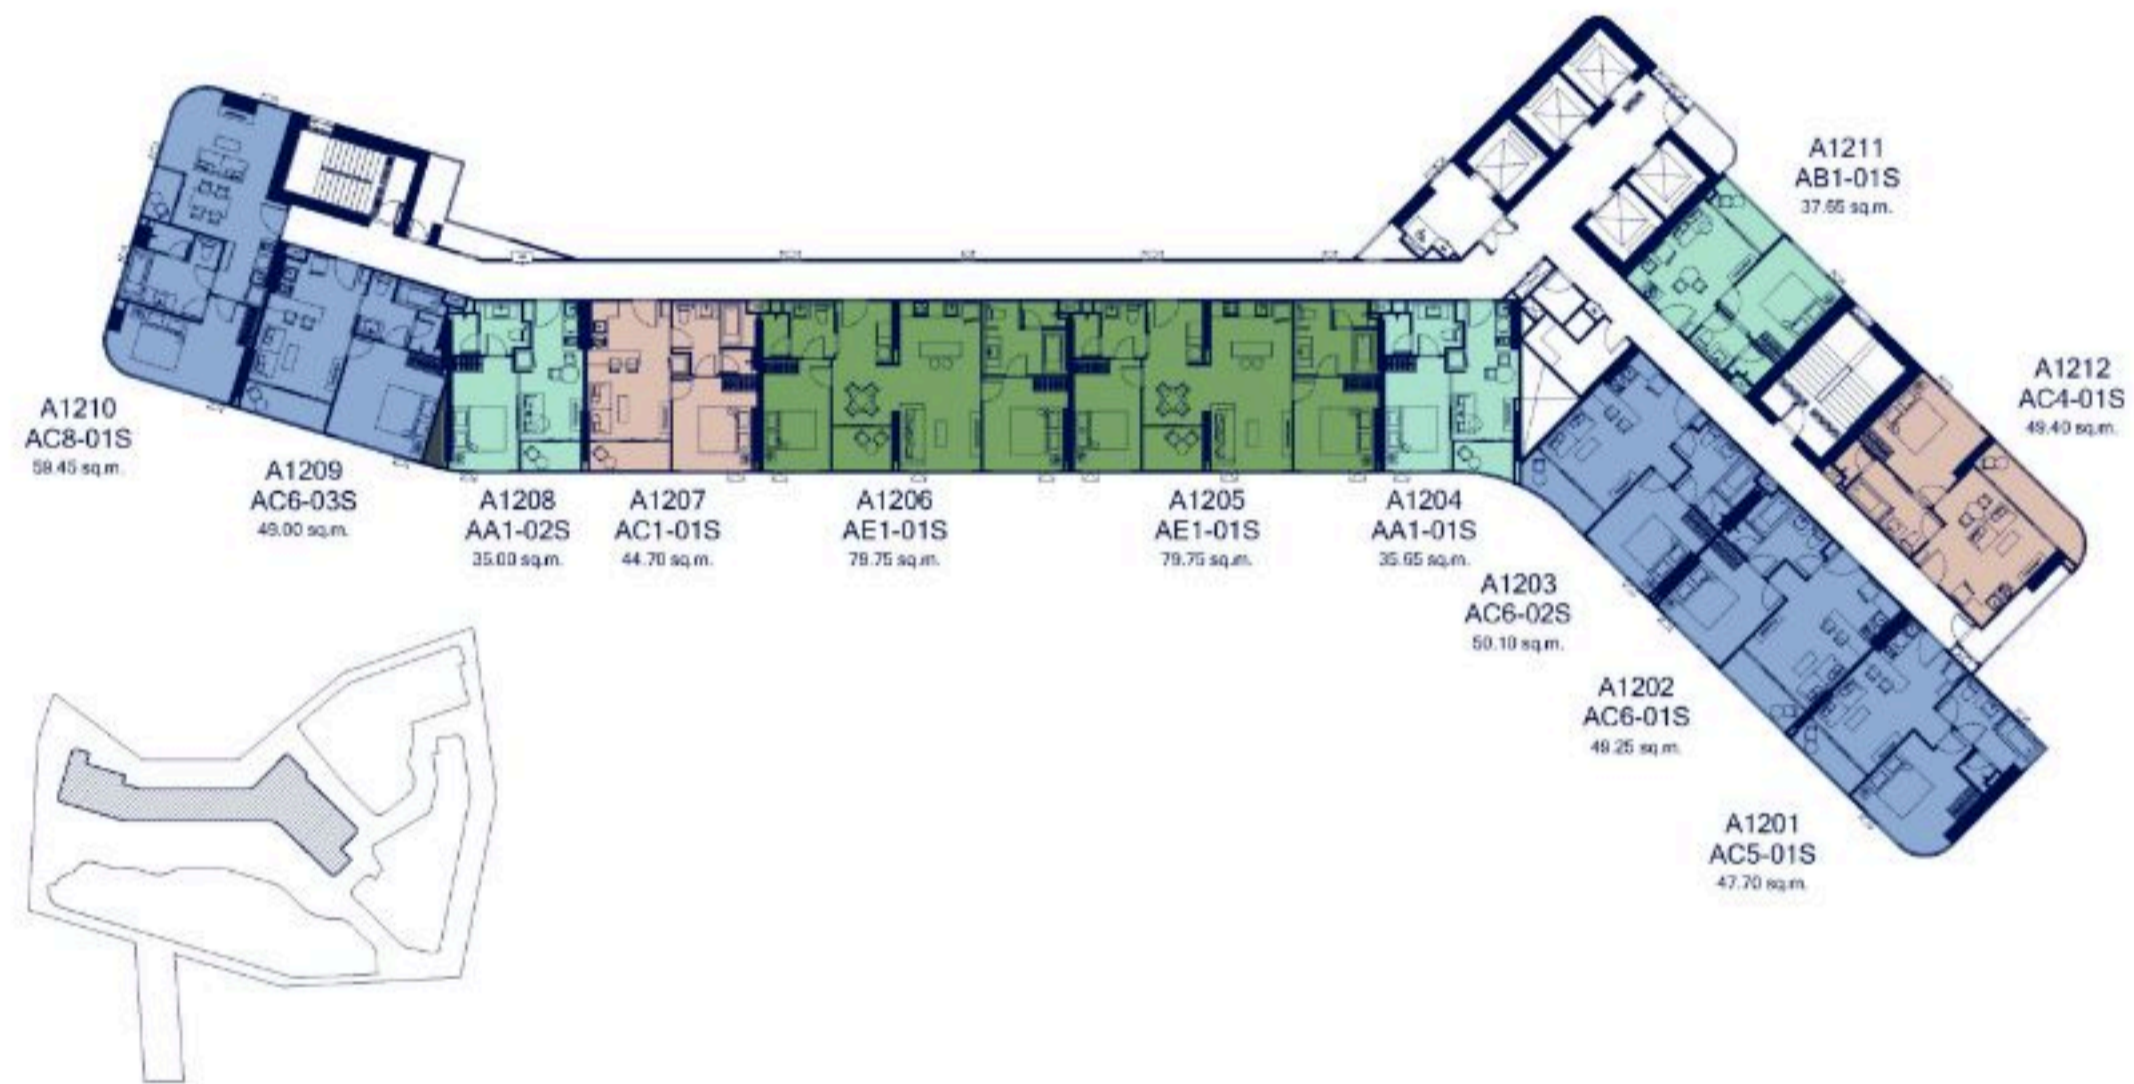 A1211
AB1-01S
37.65 sq.m.
A1212
AC4-01S
49.40 sq.m.
A1210
AC8-01S
59.45 sq.m.
A1209
AC6-03S
49.00 sq.m.
A1208
AA1-02S
35.00 sq.m.
A1207
AC1-01S
44.70 sq.m.
A1206
AE1-01S
79.75 sq.m.
A1205
AE1-01S
79.75 sq.m.
A1204
AA1-01S
35.65 sq.m.
A1203
AC6-02S
50.10 sq.m.
A1202
AC6-01S
49.25 sq.m.
A1201
AC5-01S
47.70 sq.m.